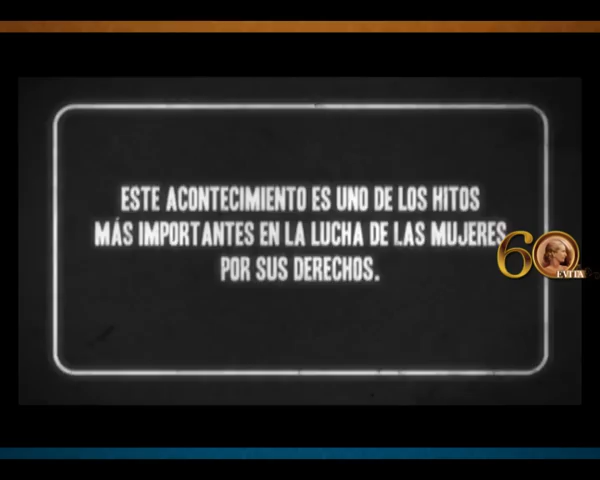 ESTE ACONTECIMIENTO ES UNO DE LOS HITOS
MÁS IMPORTANTES EN LA LUCHA DE LAS MUJERES
POR SUS DERECHOS.
60
EVITA